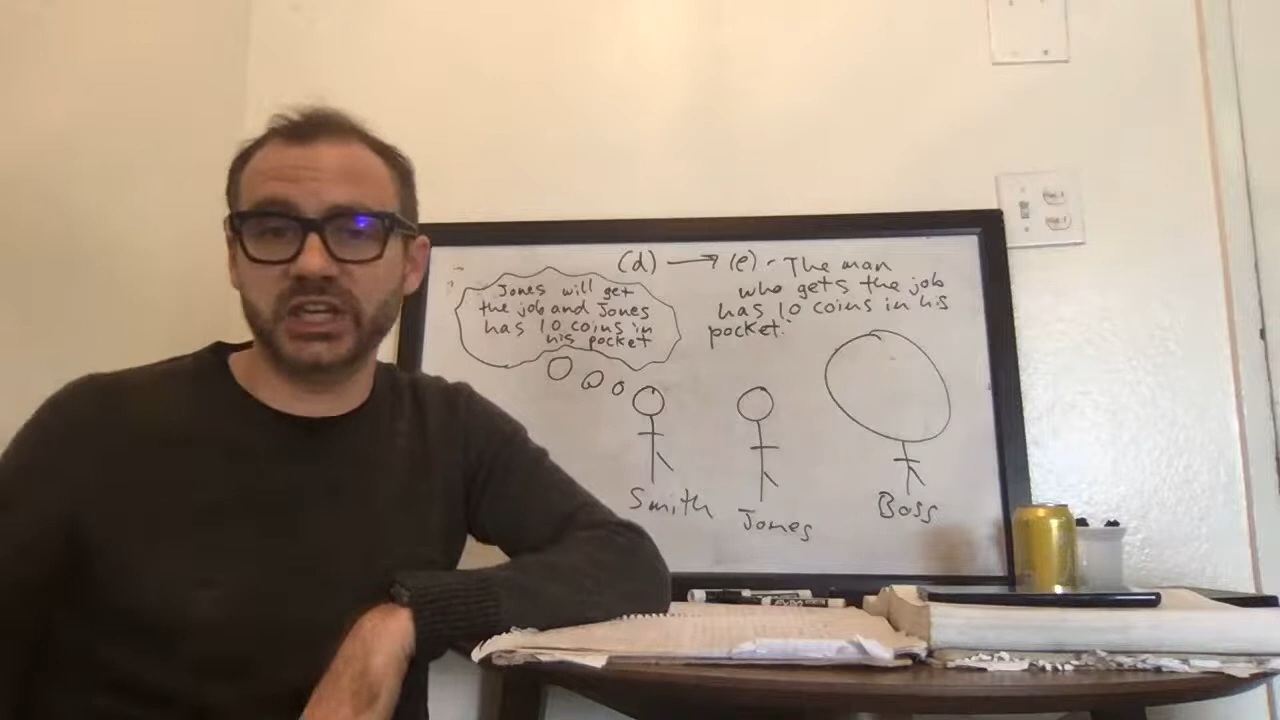 (d) → (e) - The man
who gets the job
has 10 coins in his
pocket.
Jones will get
the job and Jones
has 10 coins in
his pocket
Smith
Jones
Boss